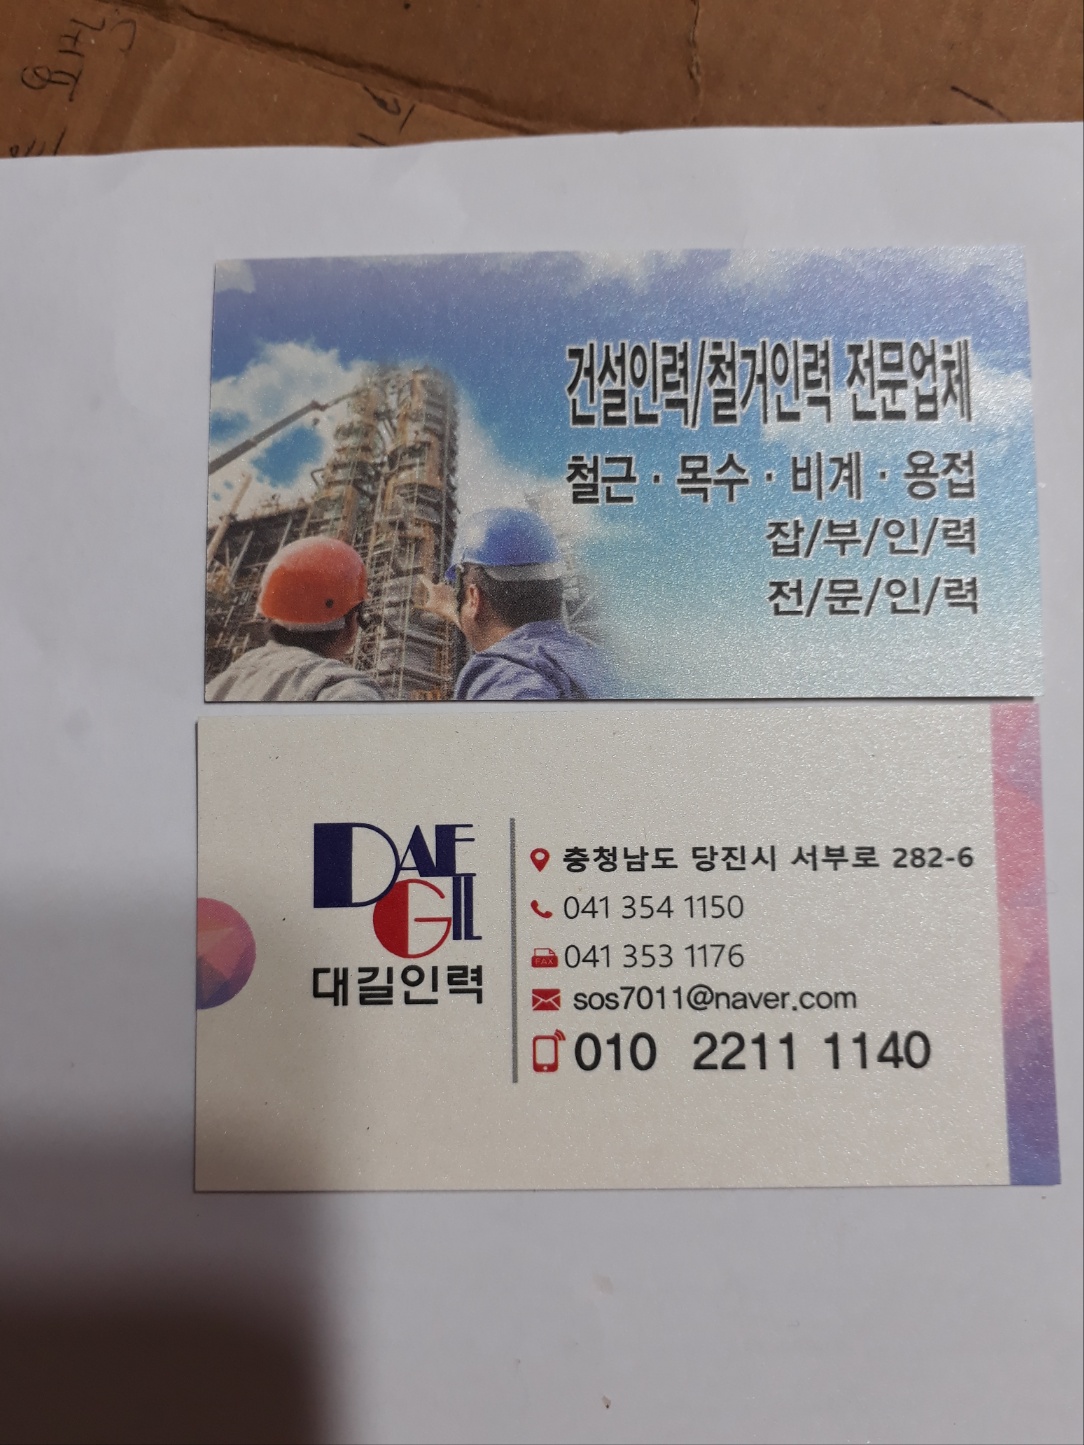 건설인력/철거인력 전문업체
철근 · 목수 · 비계 · 용접
잡/부/인/력
전/문/인/력
DAE
GIL
대길인력
충청남도 당진시 서부로 282-6
041 354 1150
FAX
041 353 1176
sos7011@naver.com
010 2211 1140